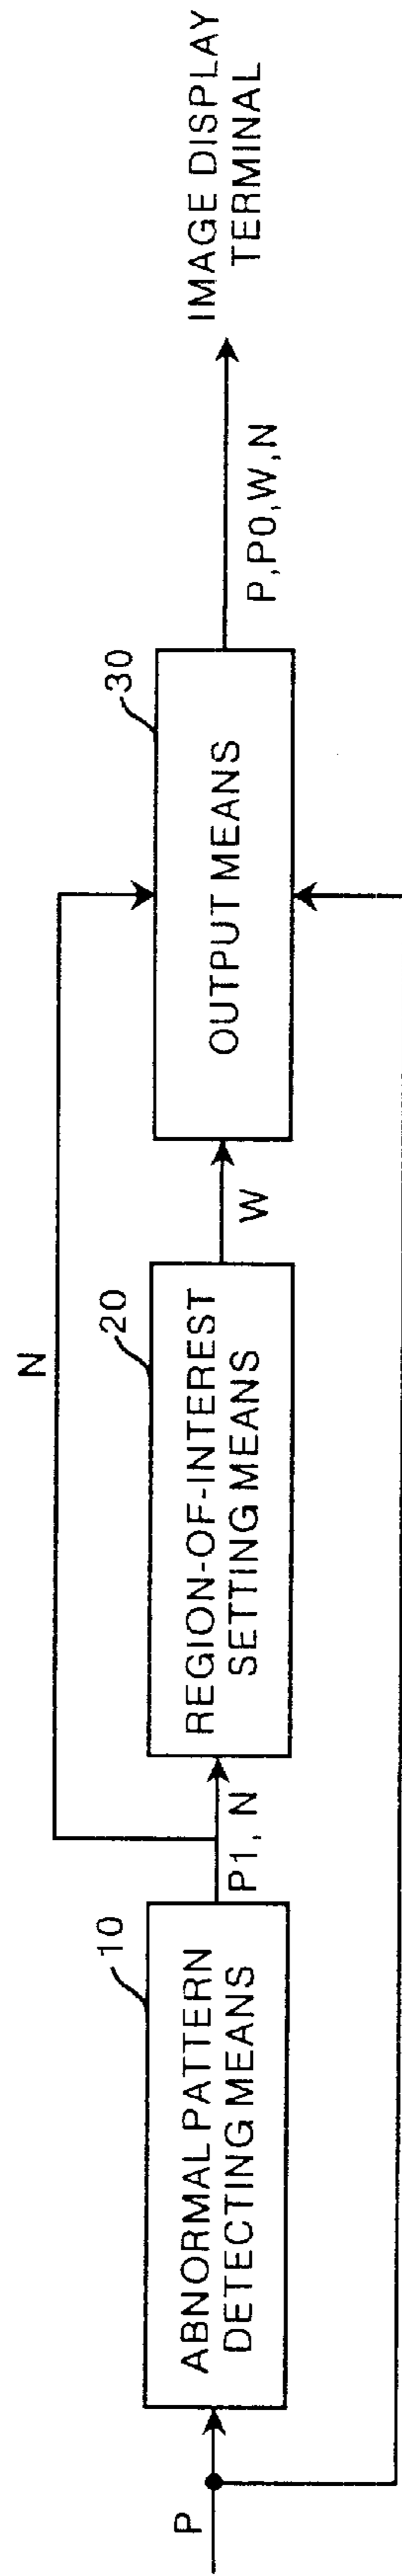 P
10
ABNORMAL PATTERN
DETECTING MEANS
P1, N
N
20
REGION-OF-INTEREST
SETTING MEANS
W
30
OUTPUT MEANS
P,P0,W,N
IMAGE DISPLAY
TERMINAL